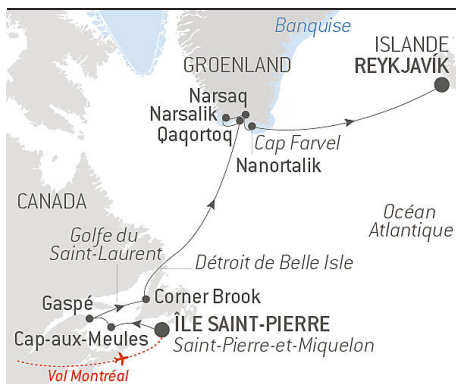 Banquise
ISLANDE
REYKJAVÍK
GROENLAND
Narsaq
Narsalik
Qaqortoq
Cap Farvel
Nanortalik
CANADA
Océan
Atlantique
Golfe du
Saint-Laurent
Détroit de Belle Isle
Gaspé
Corner Brook
Cap-aux-Meules
ÎLE SAINT-PIERRE
Saint-Pierre-et-Miquelon
Vol Montréal